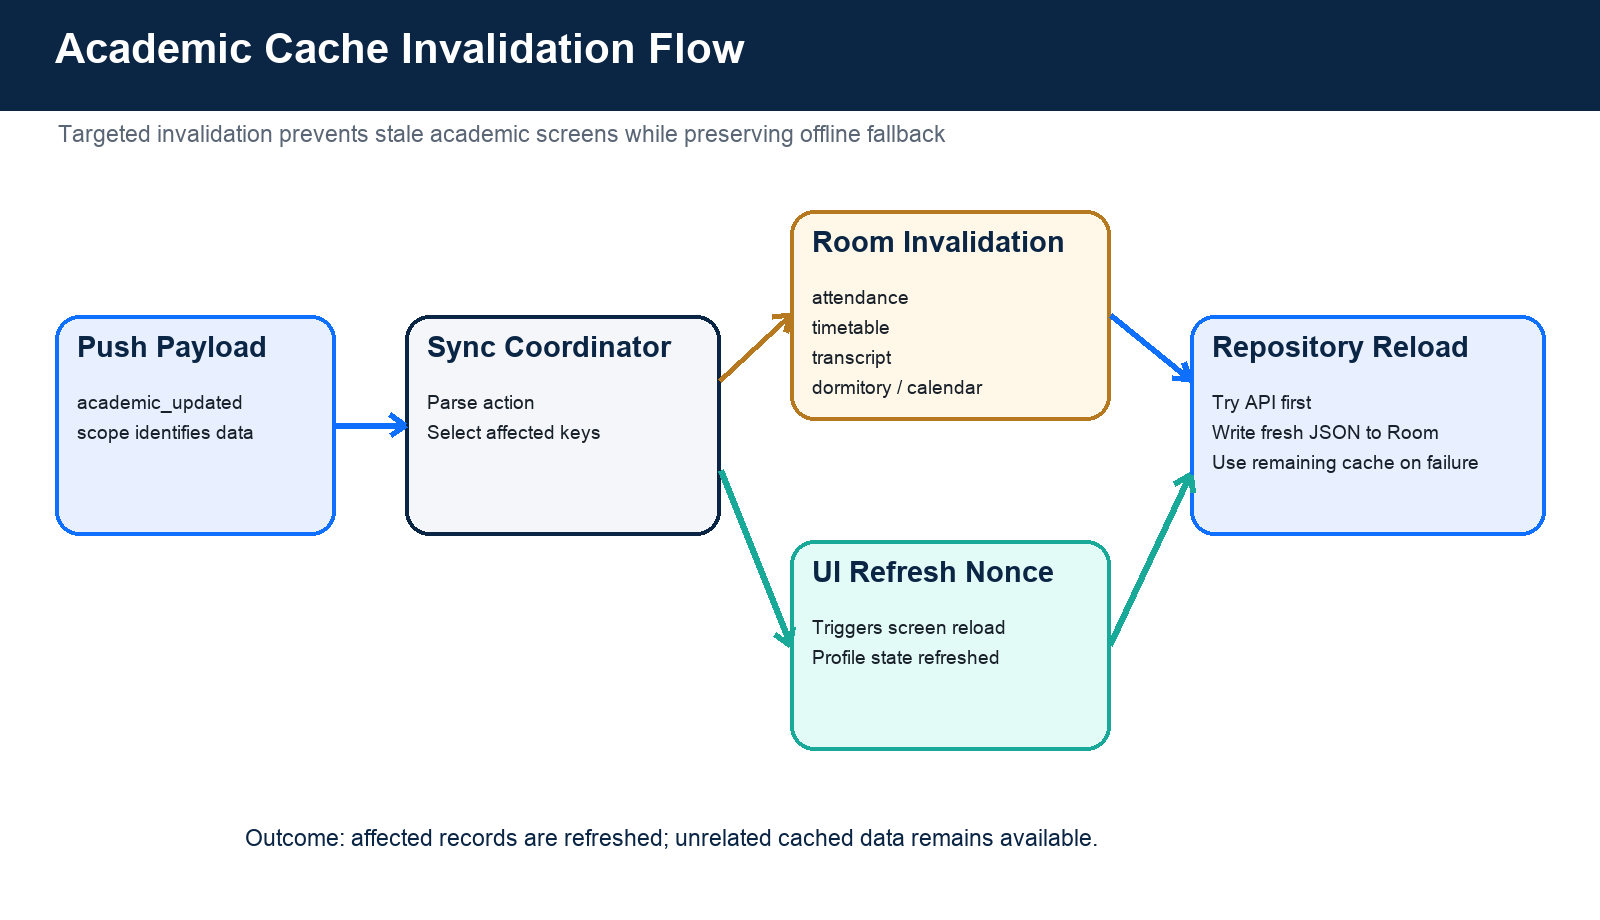 Academic Cache Invalidation Flow
Targeted invalidation prevents stale academic screens while preserving offline fallback
Push Payload
academic_updated
scope identifies data
Sync Coordinator
Parse action
Select affected keys
Room Invalidation
attendance
timetable
transcript
dormitory / calendar
UI Refresh Nonce
Triggers screen reload
Profile state refreshed
Repository Reload
Try API first
Write fresh JSON to Room
Use remaining cache on failure
Outcome: affected records are refreshed; unrelated cached data remains available.